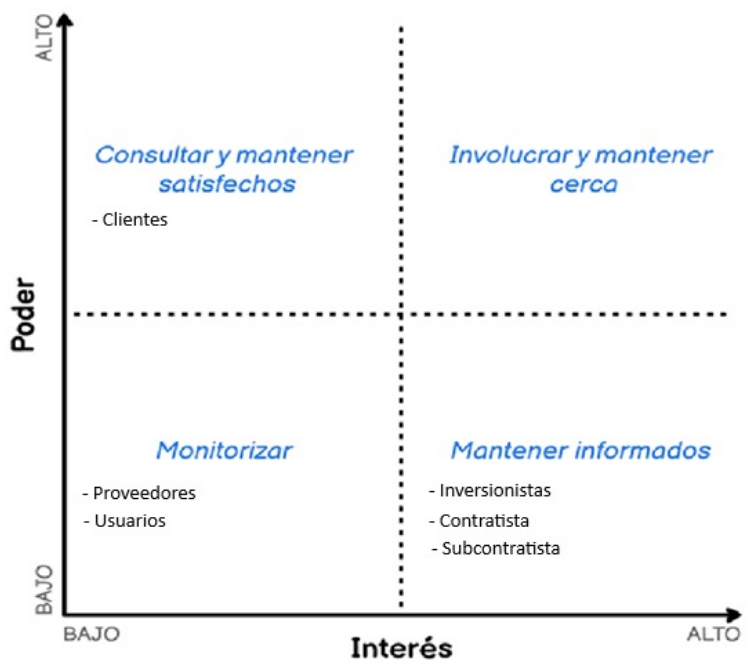 ALTO
Consultar y mantener
satisfechos
- Clientes
Involucrar y mantener
cerca
Poder
Monitorizar
- Proveedores
- Usuarios
Mantener informados
- Inversionistas
- Contratista
- Subcontratista
BAJO
BAJO
Interés
ALTO